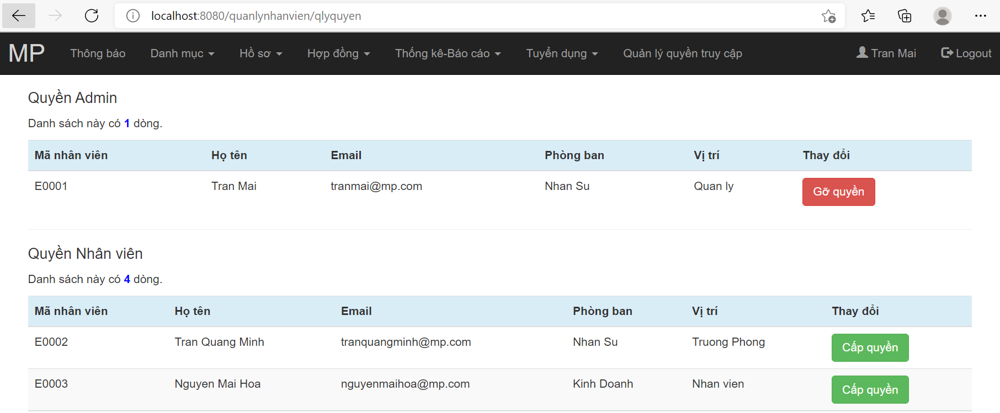 localhost:8080/quanlynhanvien/qlyquyen
MP Thông báo Danh mục Hồ sơ Hợp đồng Thống kê-Báo cáo Tuyển dụng Quản lý quyền truy cập Tran Mai Logout
Quyền Admin
Danh sách này có 1 dòng.
Mã nhân viên Họ tên Email Phòng ban Vị trí Thay đổi
E0001 Tran Mai tranmai@mp.com Nhan Su Quan ly Gỡ quyền
Quyền Nhân viên
Danh sách này có 4 dòng.
Mã nhân viên Họ tên Email Phòng ban Vị trí Thay đổi
E0002 Tran Quang Minh tranquangminh@mp.com Nhan Su Truong Phong Cấp quyền
E0003 Nguyen Mai Hoa nguyenmaihoa@mp.com Kinh Doanh Nhan vien Cấp quyền